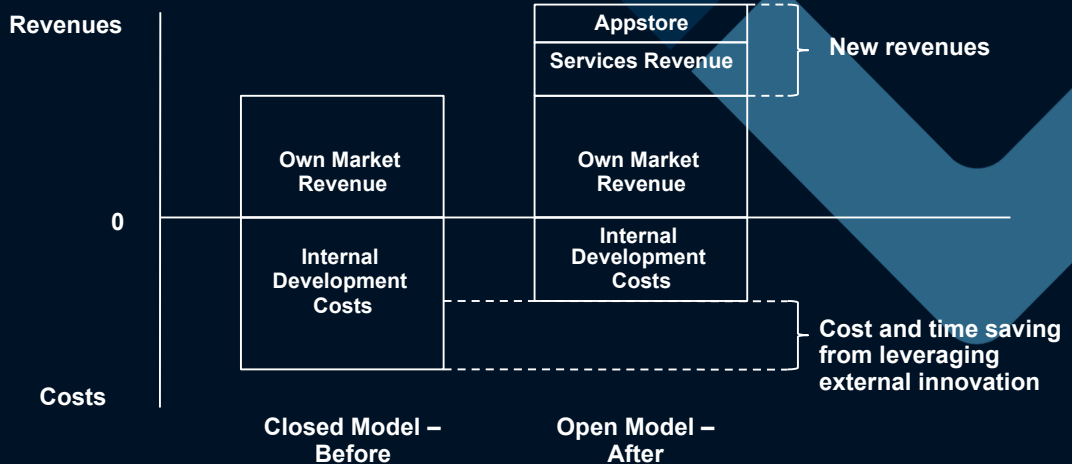 Revenues
Appstore
Services Revenue
New revenues
Own Market
Revenue
Own Market
Revenue
0
Internal
Development
Costs
Internal
Development
Costs
Cost and time saving
from leveraging
external innovation
Costs
Closed Model –
Before
Open Model –
After